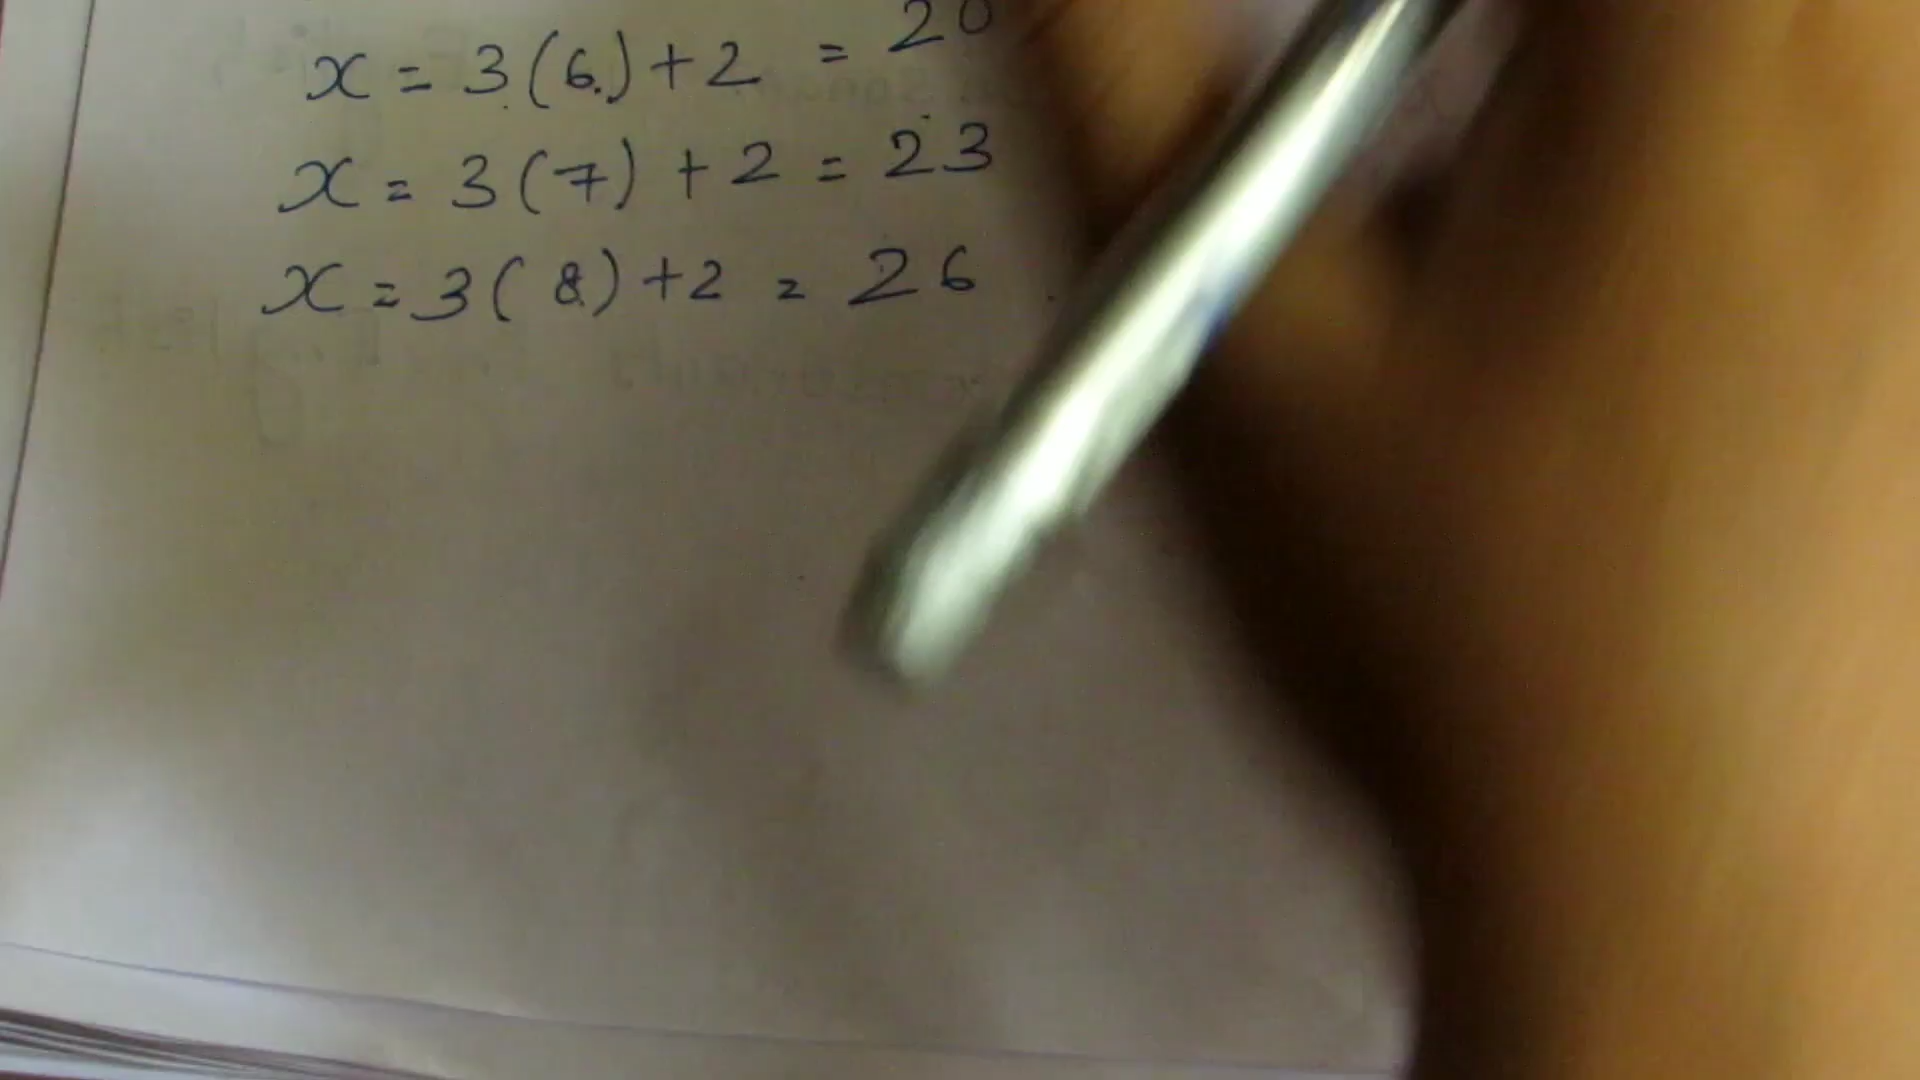 x = 3(6)+2 = 20
x = 3(7)+2 = 23
x = 3(8)+2 = 26